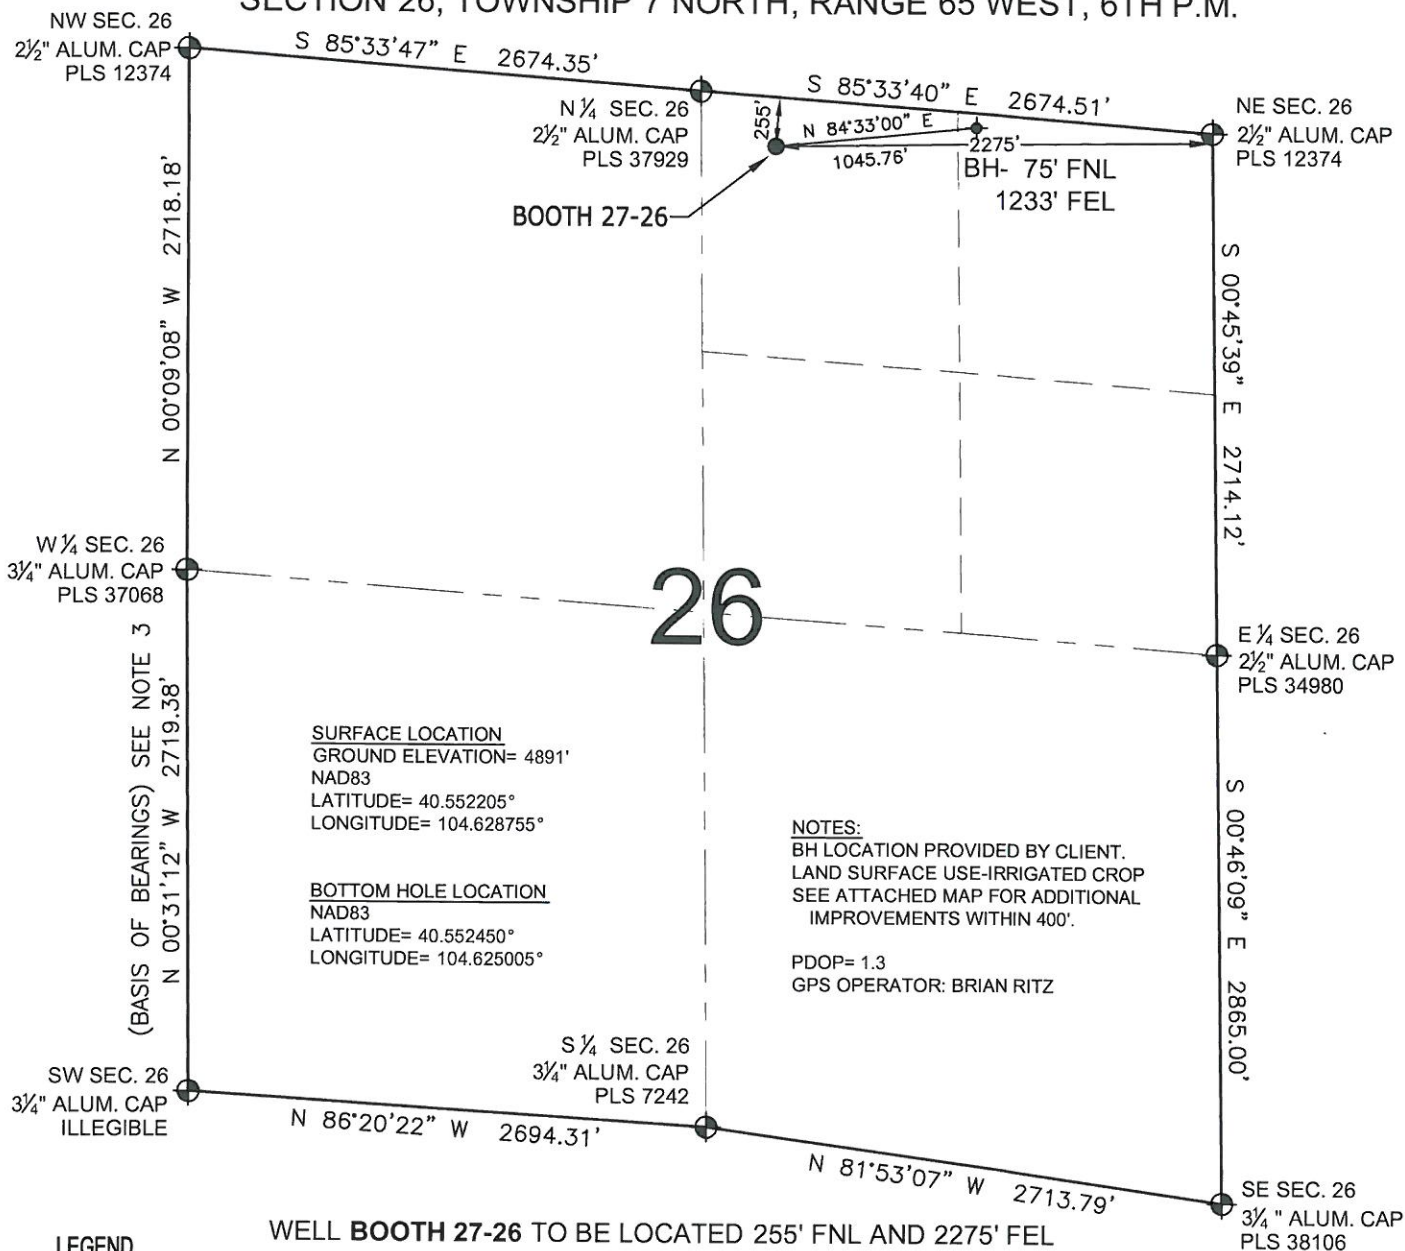 SECTION 26, TOWNSHIP 7 NORTH, RANGE 65 WEST, 6TH P.M.
NW SEC. 26
2½" ALUM. CAP
PLS 12374
S 85°33'47" E 2674.35'
N ¼ SEC. 26
2½" ALUM. CAP
PLS 37929
S 85°33'40" E 2674.51'
NE SEC. 26
2½" ALUM. CAP
PLS 12374
255'
N 84°33'00" E
2275'
1045.76'
BH- 75' FNL
1233' FEL
BOOTH 27-26
N 00°09'08" W 2718.18'
S 00°45'39" E 2714.12'
W ¼ SEC. 26
3¼" ALUM. CAP
PLS 37068
26
E ¼ SEC. 26
2½" ALUM. CAP
PLS 34980
(BASIS OF BEARINGS) SEE NOTE 3
N 00°31'12" W 2719.38'
SURFACE LOCATION
GROUND ELEVATION= 4891'
NAD83
LATITUDE= 40.552205°
LONGITUDE= 104.628755°
BOTTOM HOLE LOCATION
NAD83
LATITUDE= 40.552450°
LONGITUDE= 104.625005°
NOTES:
BH LOCATION PROVIDED BY CLIENT.
LAND SURFACE USE-IRRIGATED CROP
SEE ATTACHED MAP FOR ADDITIONAL
IMPROVEMENTS WITHIN 400'.
PDOP= 1.3
GPS OPERATOR: BRIAN RITZ
S 00°46'09" E 2865.00'
SW SEC. 26
3¼" ALUM. CAP
ILLEGIBLE
S ¼ SEC. 26
3¼" ALUM. CAP
PLS 7242
N 86°20'22" W 2694.31'
N 81°53'07" W 2713.79'
SE SEC. 26
3¼ " ALUM. CAP
PLS 38106
WELL BOOTH 27-26 TO BE LOCATED 255' FNL AND 2275' FEL
LEGEND